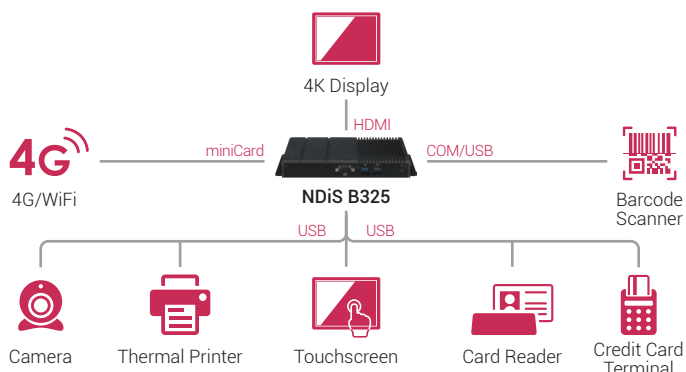 4K Display
HDMI
4G
miniCard
COM/USB
4G/WiFi
NDiS B325
Barcode
Scanner
USB
USB
Camera
Thermal Printer
Touchscreen
Card Reader
Credit Card
Terminal